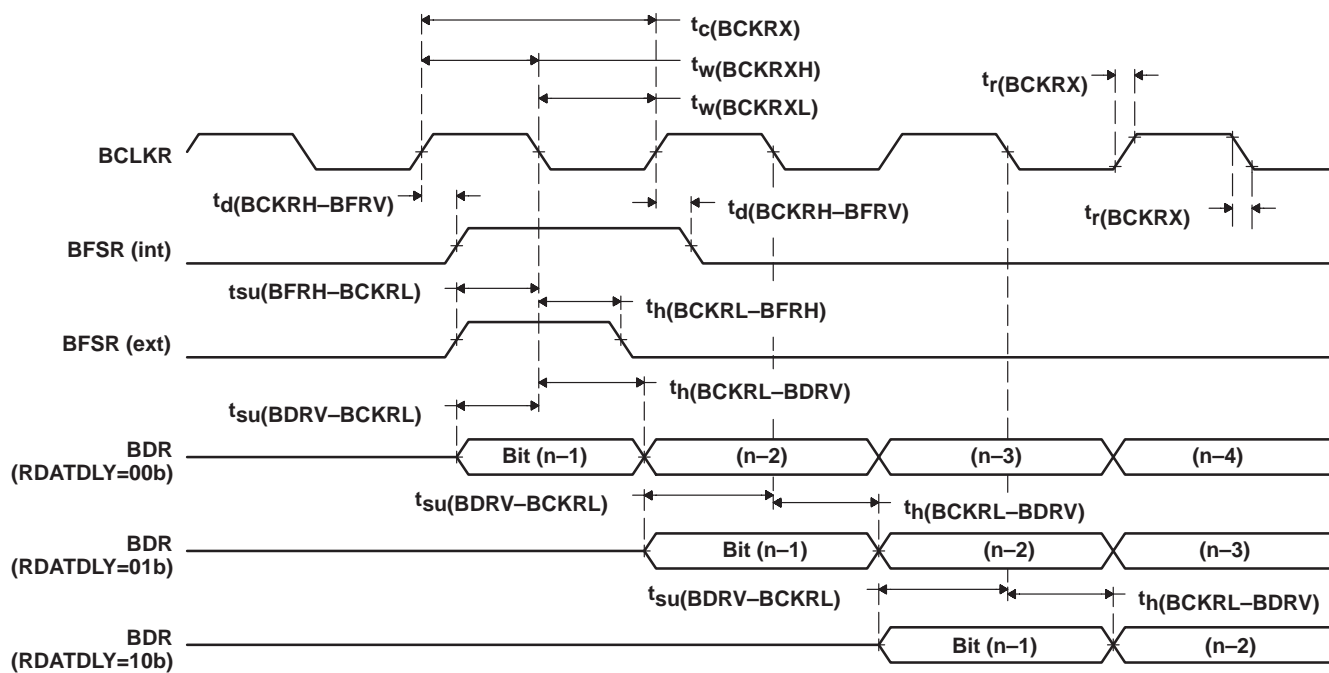 tc(BCKRX)
tw(BCKRXH)
tr(BCKRX)
tw(BCKRXL)
BCLKR
td(BCKRH–BFRV)
td(BCKRH–BFRV)
tr(BCKRX)
BFSR (int)
tsu(BFRH–BCKRL)
th(BCKRL–BFRH)
BFSR (ext)
th(BCKRL–BDRV)
tsu(BDRV–BCKRL)
BDR
(RDATDLY=00b)
Bit (n–1) (n–2) (n–3) (n–4)
tsu(BDRV–BCKRL)
th(BCKRL–BDRV)
BDR
(RDATDLY=01b)
Bit (n–1) (n–2) (n–3)
tsu(BDRV–BCKRL)
th(BCKRL–BDRV)
BDR
(RDATDLY=10b)
Bit (n–1) (n–2)